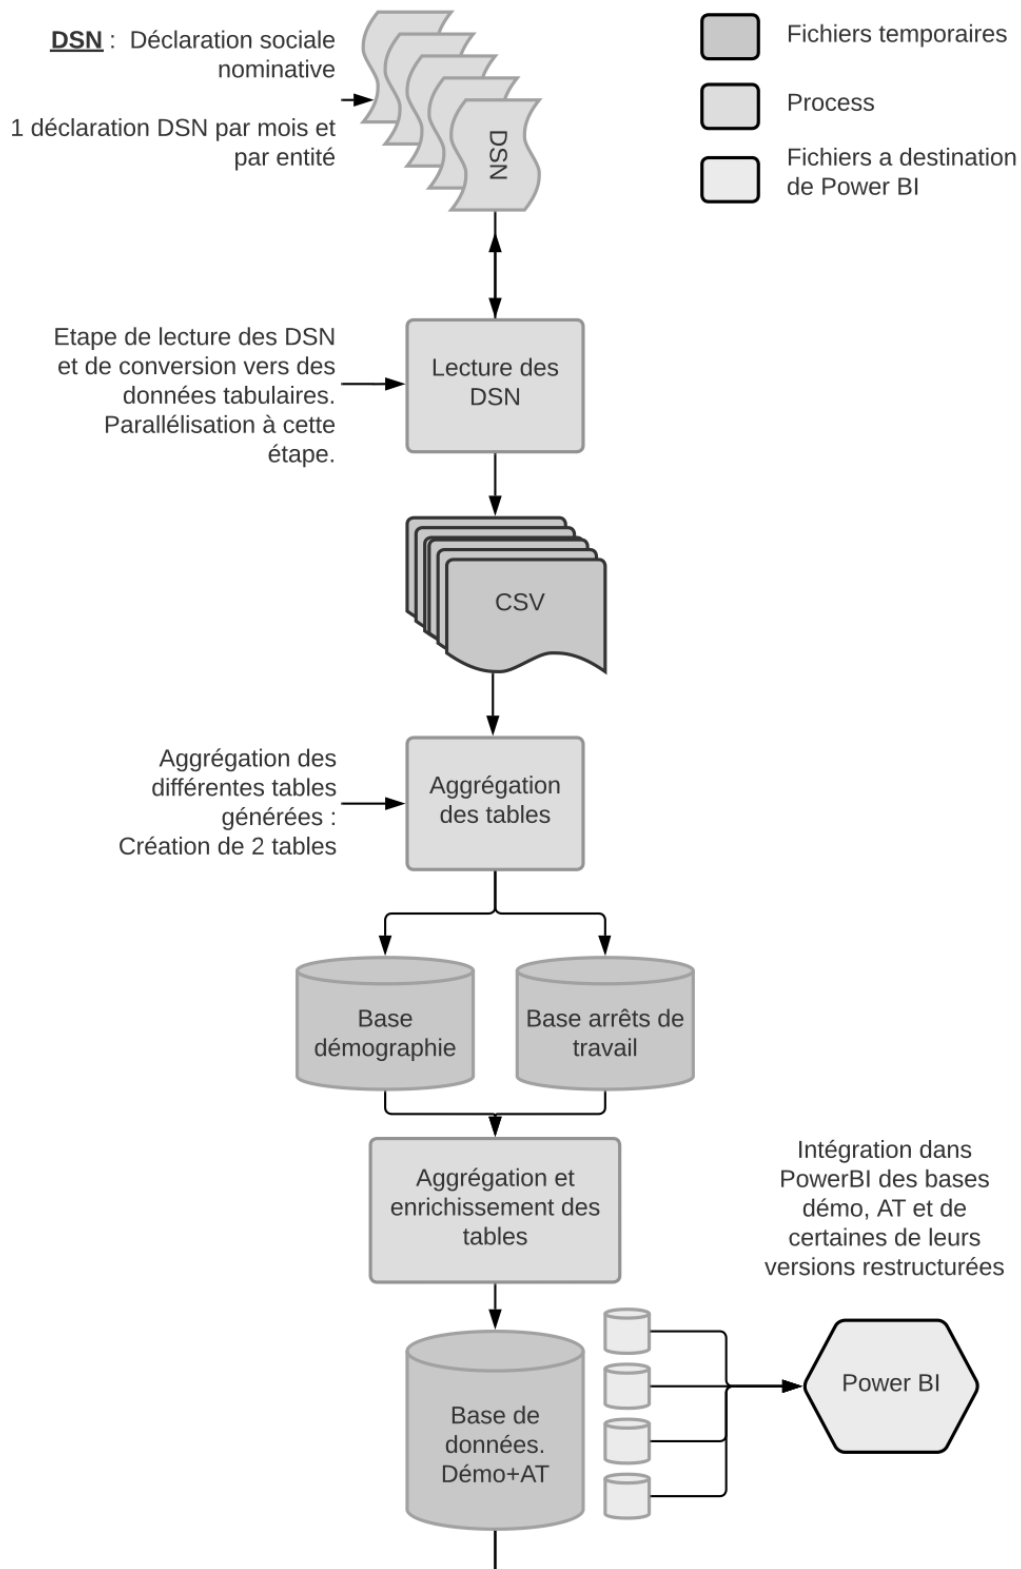 DSN : Déclaration sociale
nominative
1 déclaration DSN par mois et
par entité
DSN
Fichiers temporaires
Process
Fichiers a destination
de Power BI
Etape de lecture des DSN
et de conversion vers des
données tabulaires.
Parallélisation à cette
étape.
Lecture des
DSN
CSV
Aggrégation des
différentes tables
générées :
Création de 2 tables
Aggrégation
des tables
Base
démographie
Base arrêts de
travail
Aggrégation et
enrichissement des
tables
Intégration dans
PowerBI des bases
démo, AT et de
certaines de leurs
versions restructurées
Base de
données.
Démo+AT
Power BI